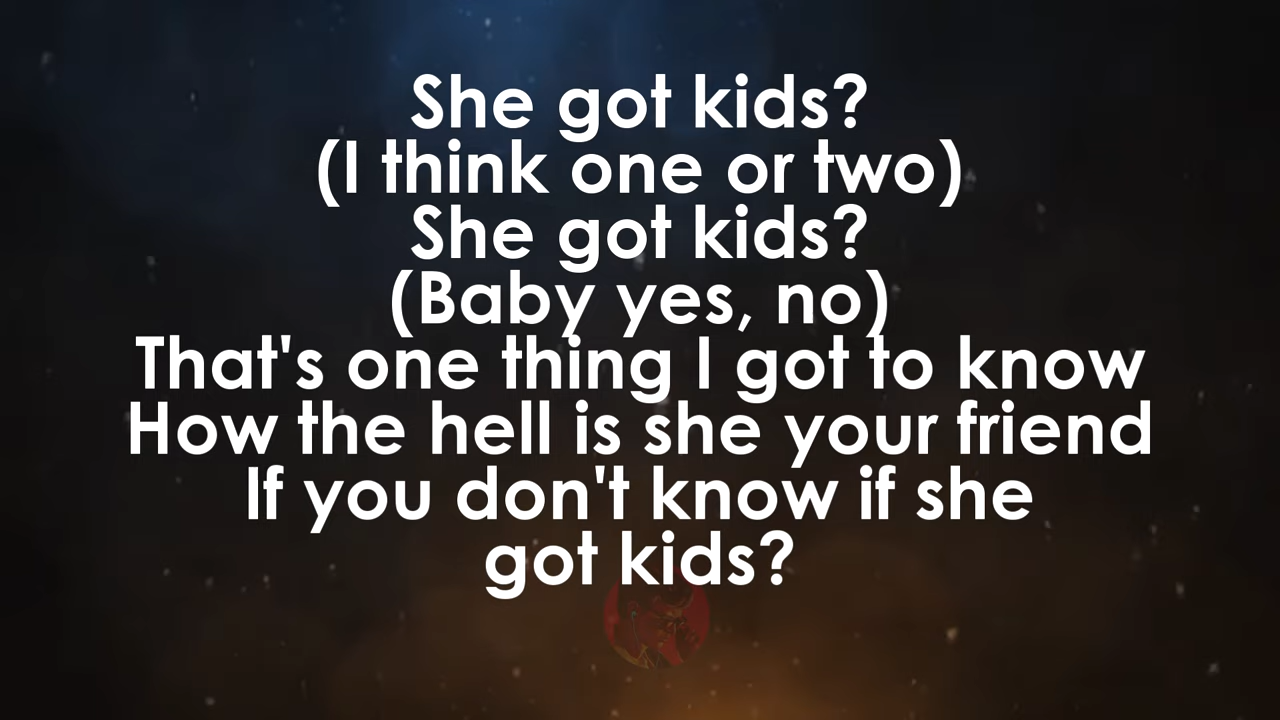 She got kids?
(I think one or two)
She got kids?
(Baby yes, no)
That's one thing I got to know
How the hell is she your friend
If you don't know if she
got kids?